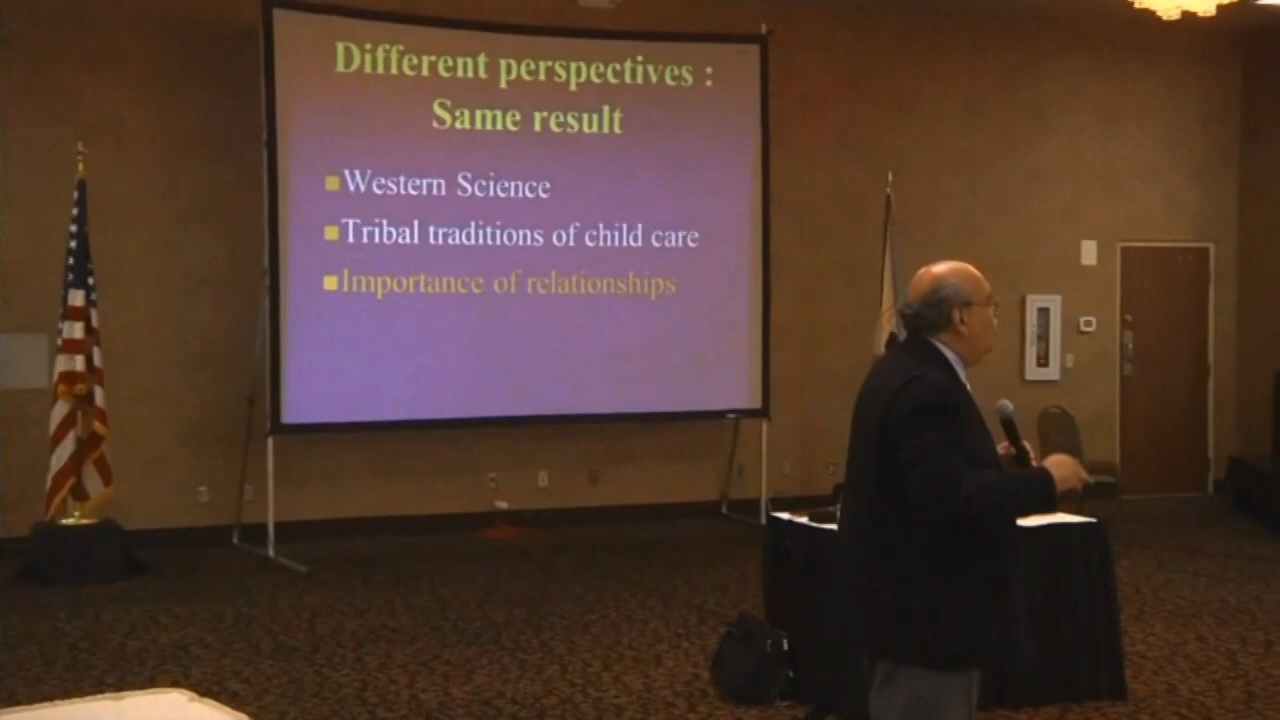 Different perspectives :
Same result
Western Science
Tribal traditions of child care
Importance of relationships